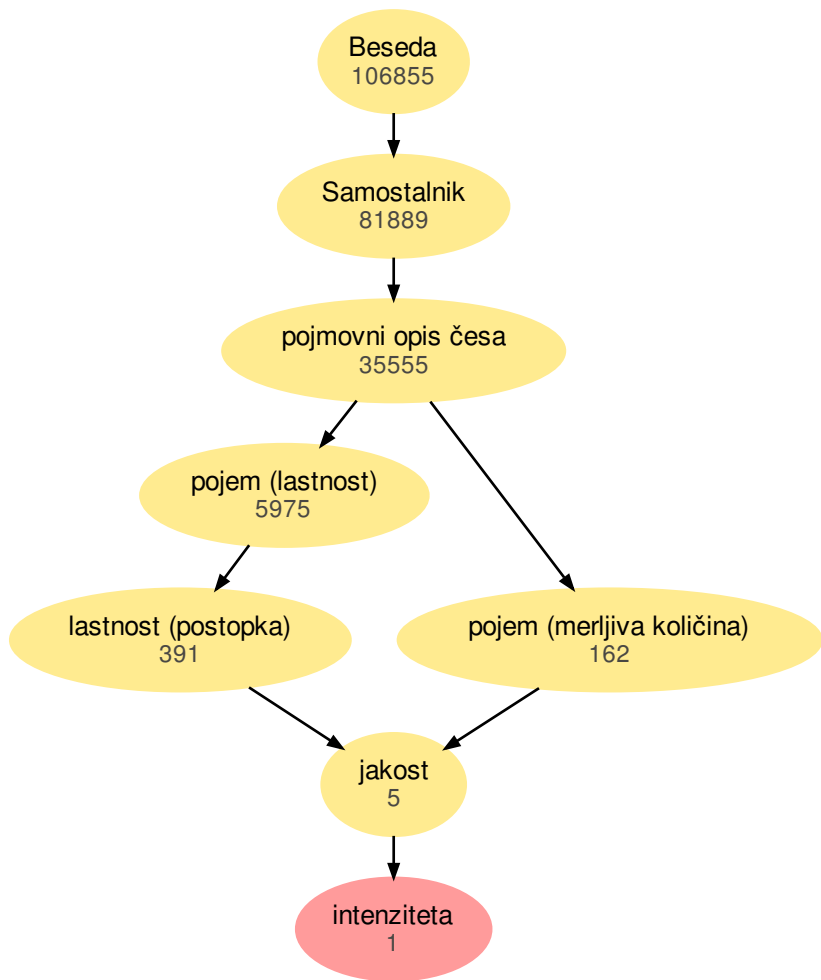 Beseda
106855
Samostalnik
81889
pojmovni opis česa
35555
pojem (lastnost)
5975
lastnost (postopka)
391
pojem (merljiva količina)
162
jakost
5
intenziteta
1